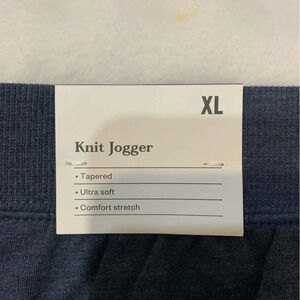 XL
Knit Jogger
• Tapered
• Ultra soft
• Comfort stretch